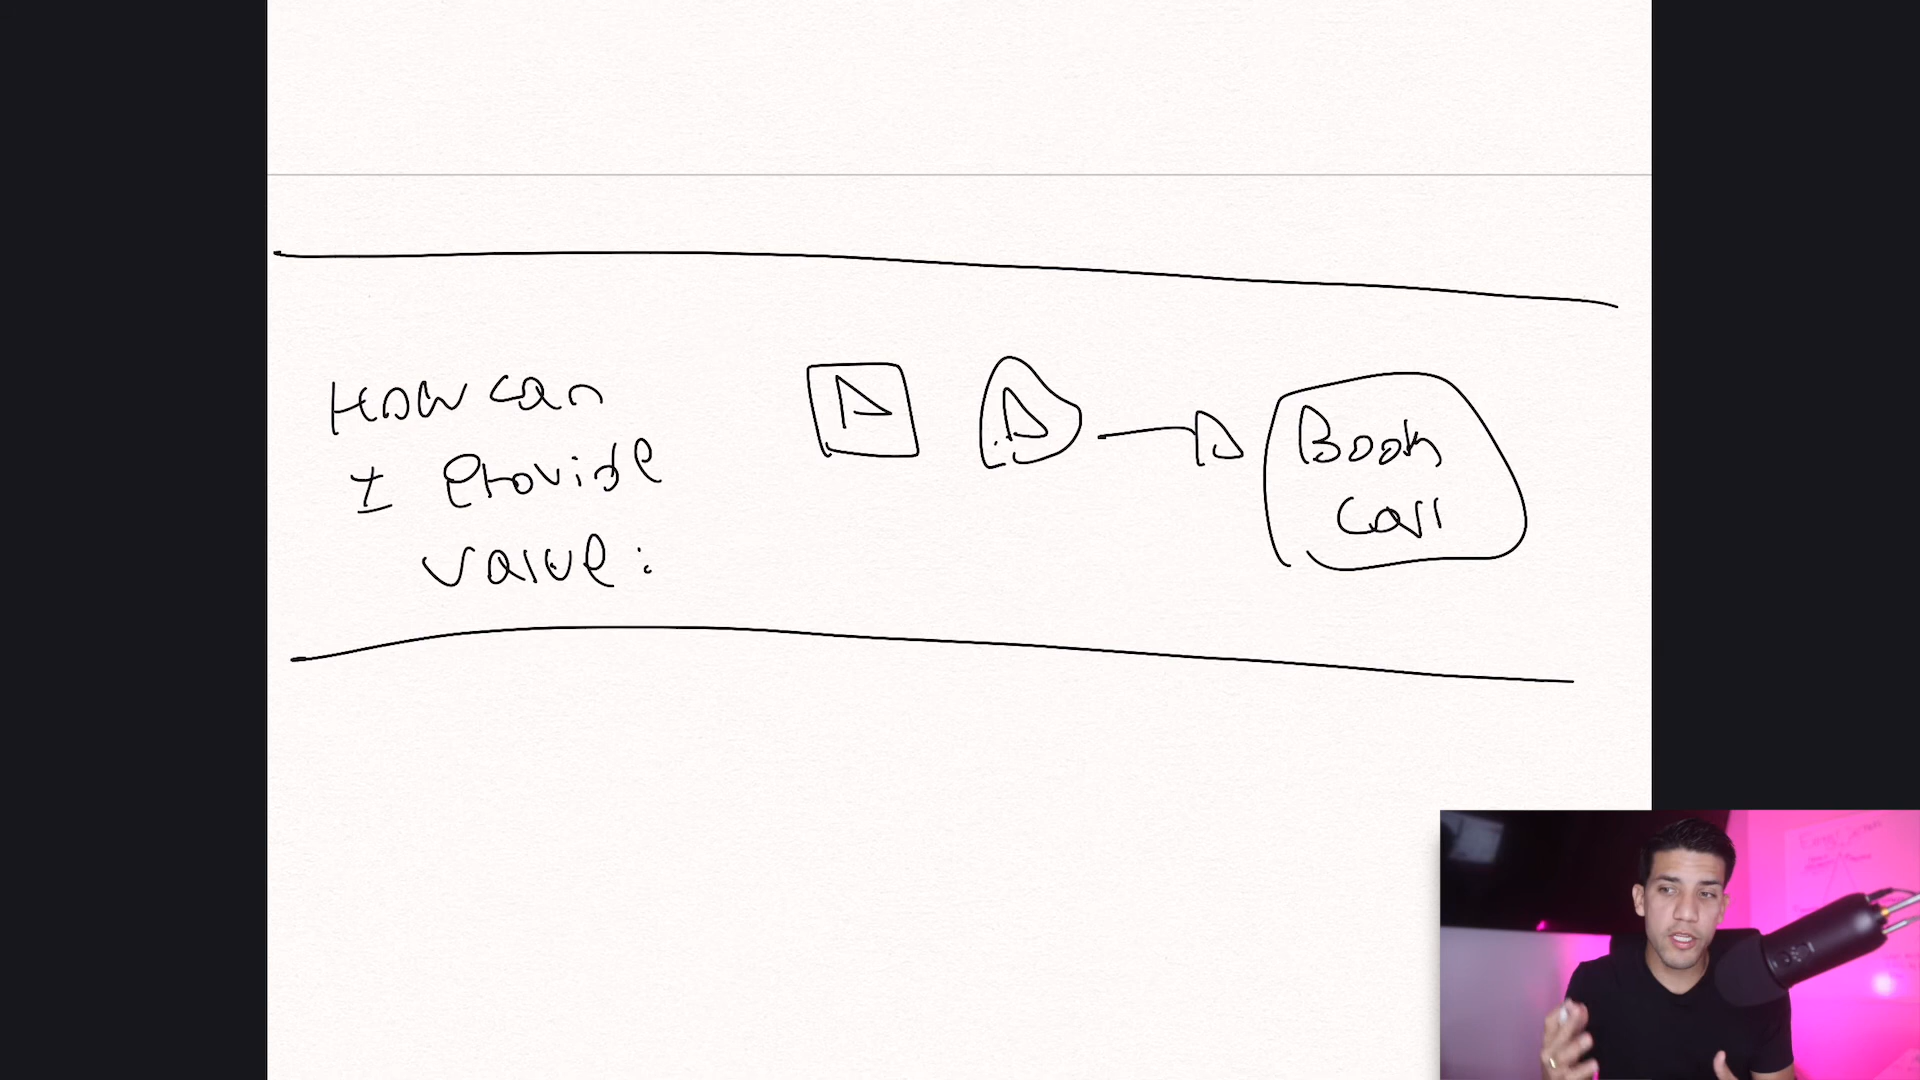 How can
I Provide
Value:
Book
Call